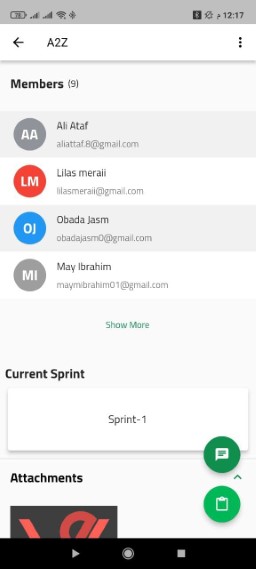 12:17 م
A2Z
Members (9)
AA
Ali Ataf
aliattaf.8@gmail.com
LM
Lilas meraii
lilasmeraii@gmail.com
OJ
Obada Jasm
obadajasm0@gmail.com
MI
May Ibrahim
maymibrahim01@gmail.com
Show More
Current Sprint
Sprint-1
Attachments